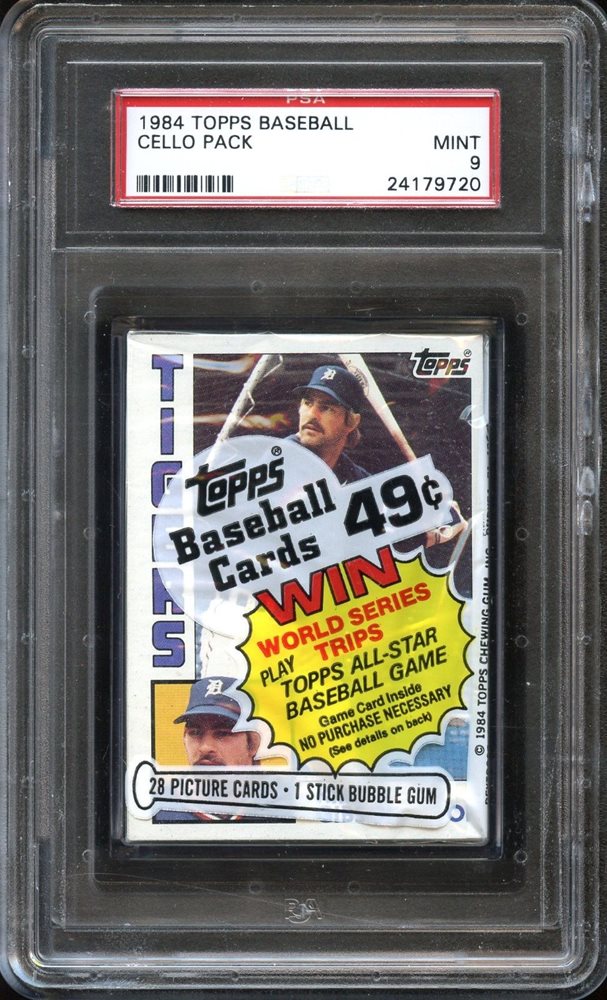 PSA
1984 TOPPS BASEBALL
CELLO PACK
MINT
9
24179720
TIGERS
Topps®
Topps®
Baseball
Cards 49¢
WIN
WORLD SERIES
TRIPS
PLAY
TOPPS ALL-STAR
BASEBALL GAME
Game Card Inside
NO PURCHASE NECESSARY
(See details on back)
© 1984 TOPPS CHEWING GUM, INC.
28 PICTURE CARDS · 1 STICK BUBBLE GUM
PSA